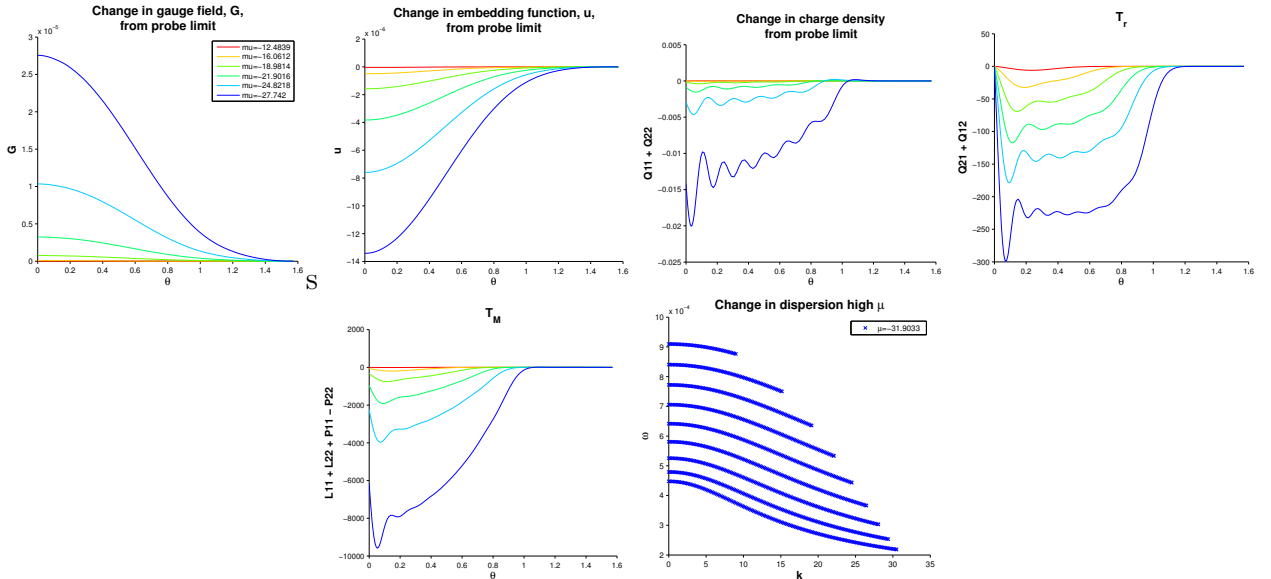 Change in gauge field, G,
from probe limit
3 x 10⁻⁵
2.5
2
1.5
1
0.5
0
G
0 0.2 0.4 0.6 0.8 1 1.2 1.4 1.6
θ
mu=−12.4839
mu=−16.0612
mu=−18.9814
mu=−21.9016
mu=−24.8218
mu=−27.742
S
Change in embedding function, u,
from probe limit
2 x 10⁻⁶
0
−2
−4
−6
−8
−10
−12
−14
u
0 0.2 0.4 0.6 0.8 1 1.2 1.4 1.6
θ
Change in charge density
from probe limit
0.005
0
−0.005
−0.01
−0.015
−0.02
−0.025
Q11 + Q22
0 0.2 0.4 0.6 0.8 1 1.2 1.4 1.6
θ
T_r
50
0
−50
−100
−150
−200
−250
−300
Q21 + Q12
0 0.2 0.4 0.6 0.8 1 1.2 1.4 1.6
θ
T_M
2000
0
−2000
−4000
−6000
−8000
−10000
L11 + L22 + P11 − P22
0 0.2 0.4 0.6 0.8 1 1.2 1.4 1.6
θ
Change in dispersion high μ
x 10⁻⁴
10
9
8
7
6
5
4
3
2
0
ω
0 5 10 15 20 25 30 35
k
μ=−31.9033